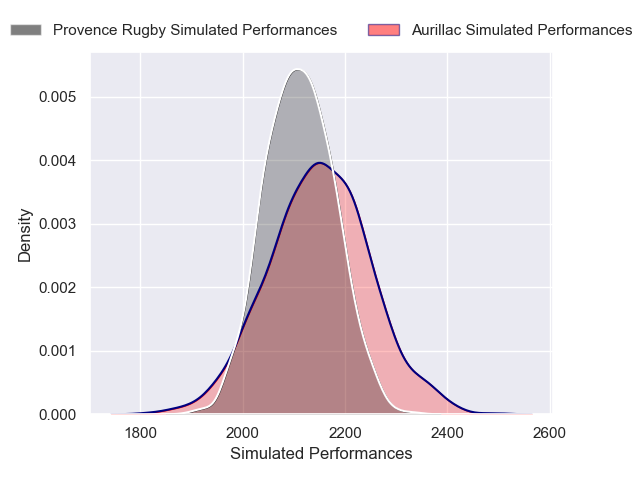 Provence Rugby Simulated Performances
Aurillac Simulated Performances
0.005
0.004
0.003
0.002
0.001
0.000
Density
1800 2000 2200 2400 2600
Simulated Performances